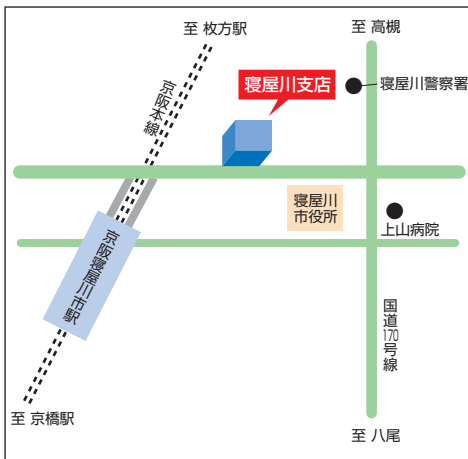 至 枚方駅
至 高槻
京阪本線
寝屋川支店
寝屋川警察署
寝屋川
市役所
上山病院
京阪寝屋川市駅
国道170号線
至 京橋駅
至 八尾